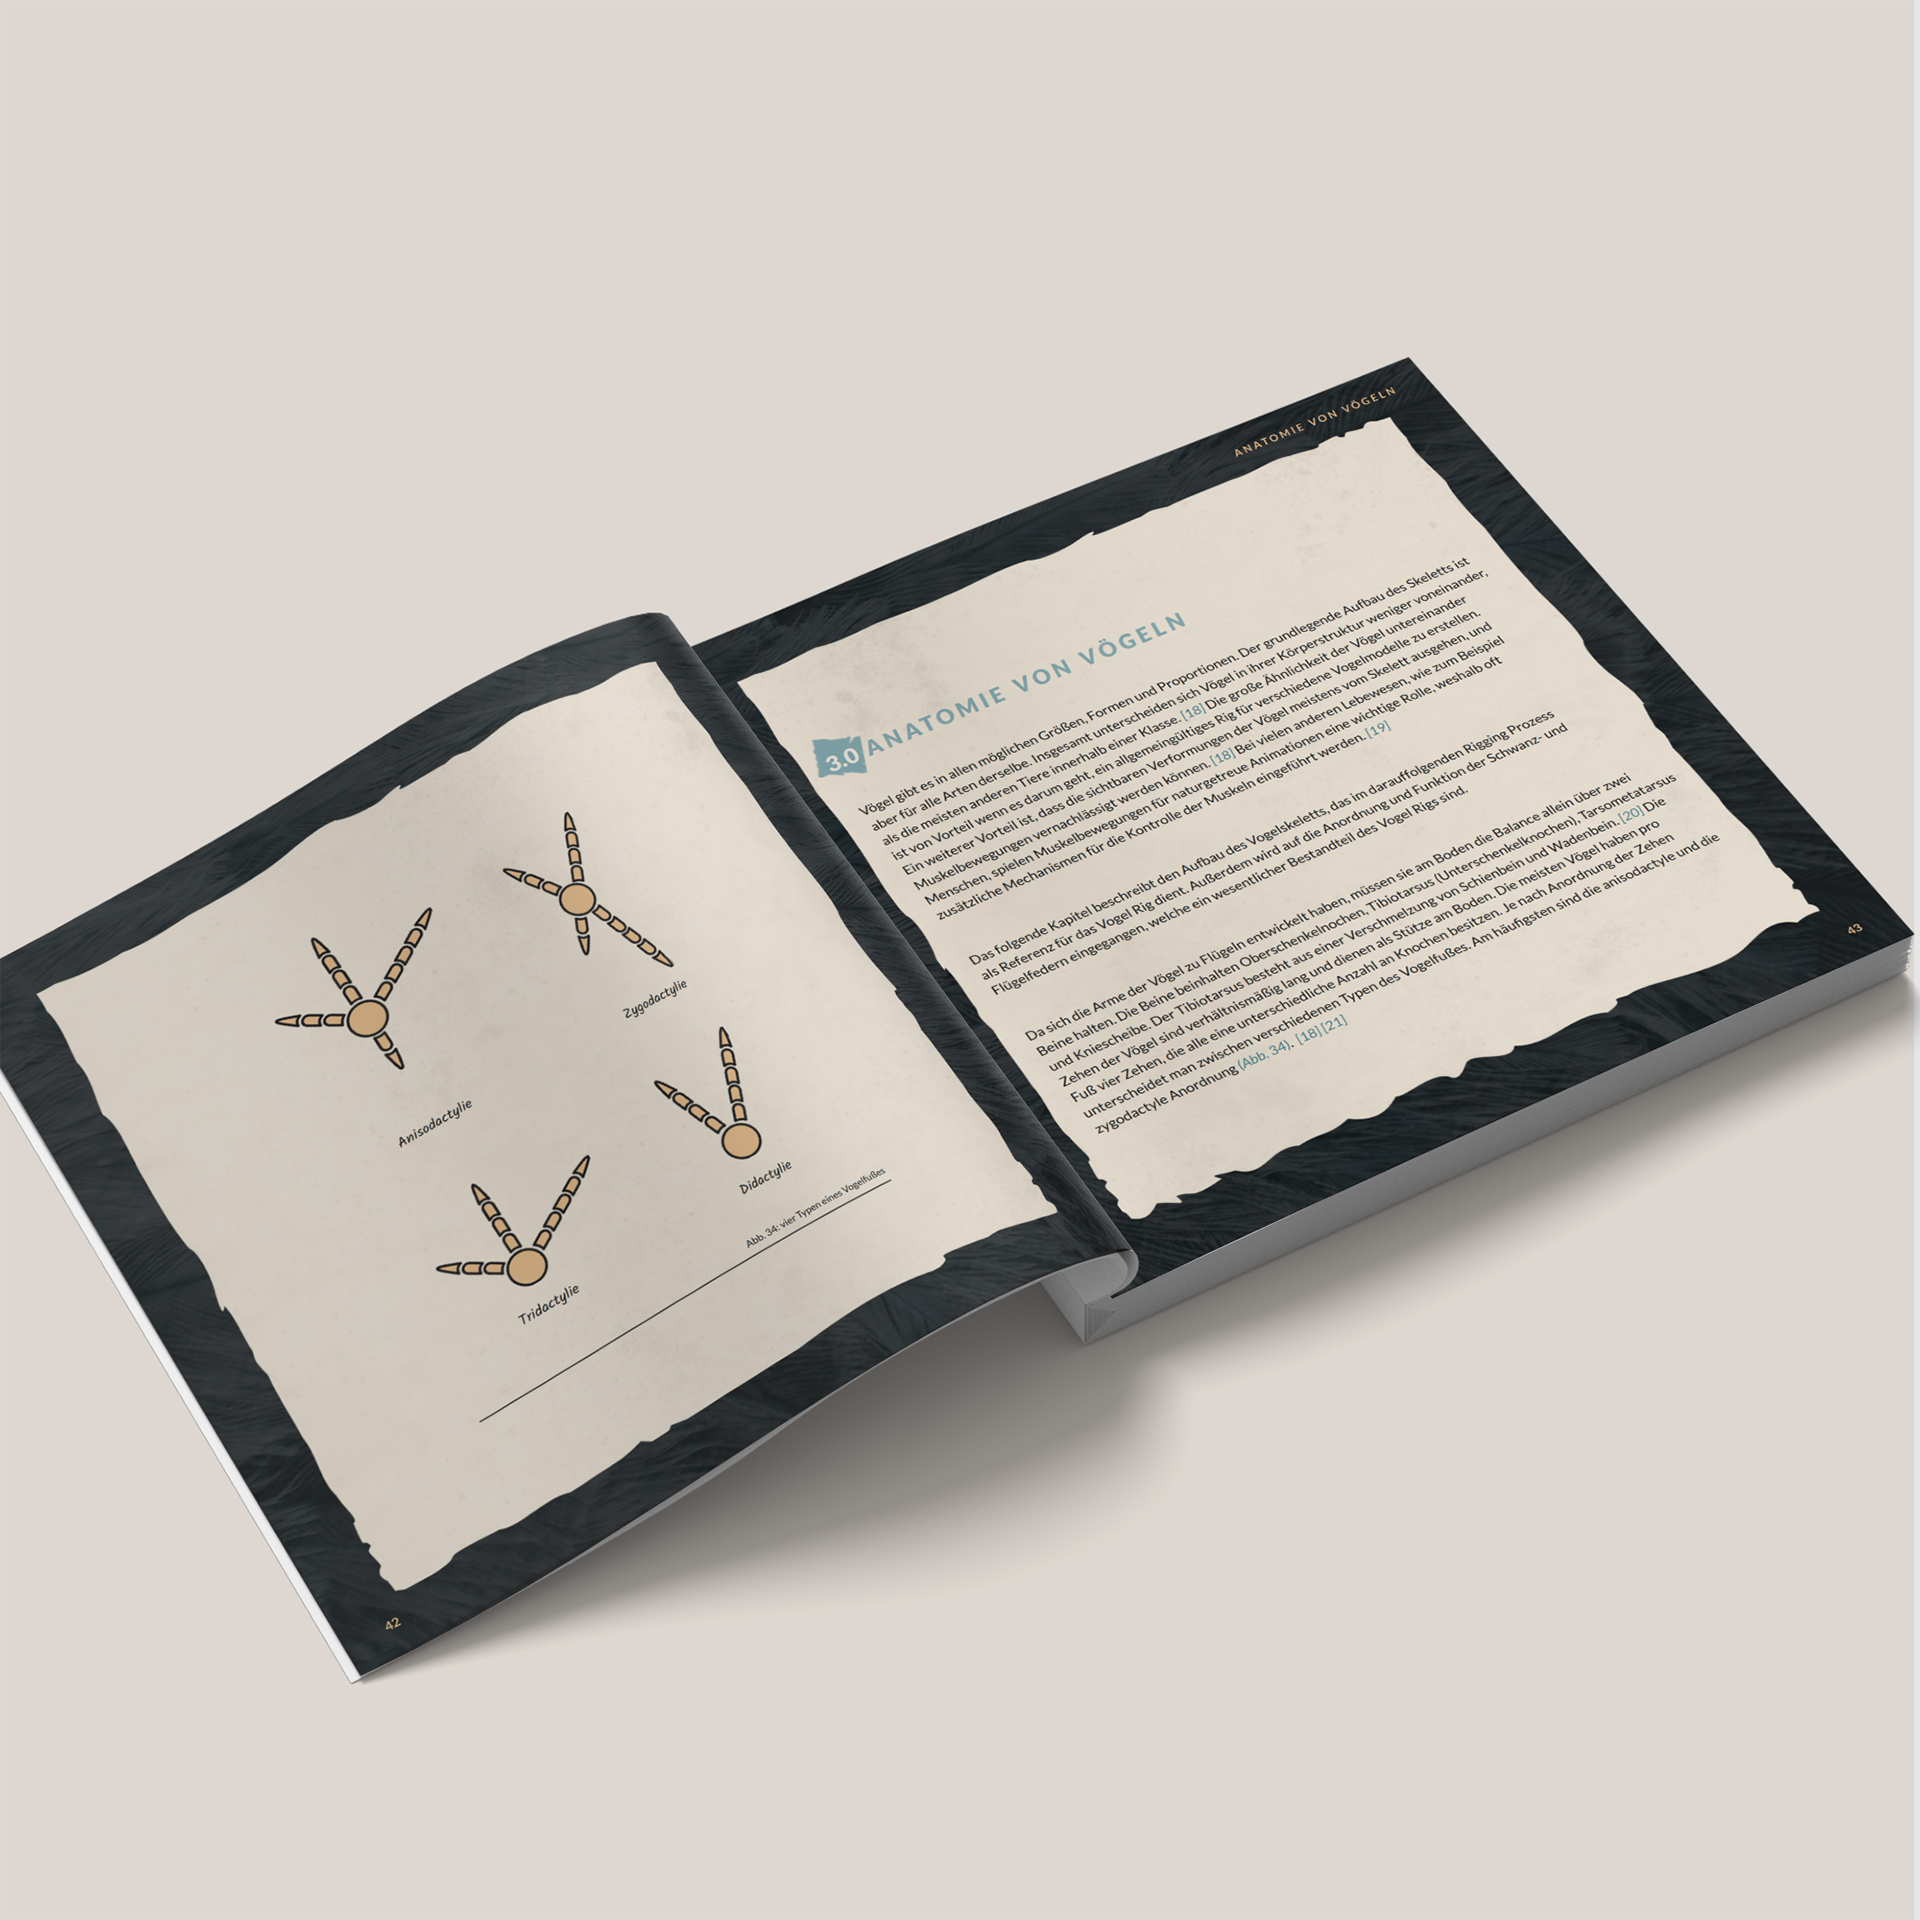 Zygodactylie
Anisodactylie
Didactylie
Tridactylie
Abb. 34: vier Typen eines Vogelfußes
42
ANATOMIE VON VÖGELN
3.0 ANATOMIE VON VÖGELN
Vögel gibt es in allen möglichen Größen, Formen und Proportionen. Der grundlegende Aufbau des Skeletts ist
aber für alle Arten derselbe. Insgesamt unterscheiden sich Vögel in ihrer Körperstruktur weniger voneinander,
als die meisten anderen Tiere innerhalb einer Klasse. [18] Die große Ähnlichkeit der Vögel untereinander
ist von Vorteil wenn es darum geht, ein allgemeingültiges Rig für verschiedene Vogelmodelle zu erstellen.
Ein weiterer Vorteil ist, dass die sichtbaren Verformungen der Vögel meistens vom Skelett ausgehen, und
Muskelbewegungen vernachlässigt werden können. [18] Bei vielen anderen Lebewesen, wie zum Beispiel
Menschen, spielen Muskelbewegungen für naturgetreue Animationen eine wichtige Rolle, weshalb oft
zusätzliche Mechanismen für die Kontrolle der Muskeln eingeführt werden. [19]
Das folgende Kapitel beschreibt den Aufbau des Vogelskeletts, das im darauffolgenden Rigging Prozess
als Referenz für das Vogel Rig dient. Außerdem wird auf die Anordnung und Funktion der Schwanz- und
Flügelfedern eingegangen, welche ein wesentlicher Bestandteil des Vogel Rigs sind.
Da sich die Arme der Vögel zu Flügeln entwickelt haben, müssen sie am Boden die Balance allein über zwei
Beine halten. Die Beine beinhalten Oberschenkelnochen, Tibiotarsus (Unterschenkelknochen), Tarsometatarsus
und Kniescheibe. Der Tibiotarsus besteht aus einer Verschmelzung von Schienbein und Wadenbein. [20] Die
Zehen der Vögel sind verhältnismäßig lang und dienen als Stütze am Boden. Die meisten Vögel haben pro
Fuß vier Zehen, die alle eine unterschiedliche Anzahl an Knochen besitzen. Je nach Anordnung der Zehen
unterscheidet man zwischen verschiedenen Typen des Vogelfußes. Am häufigsten sind die anisodactyle und die
zygodactyle Anordnung (Abb. 34). [18] [21]
43